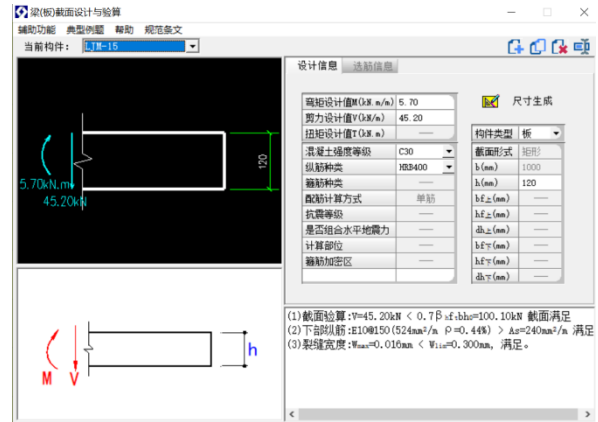 梁(板)截面设计与验算
辅助功能 典型例题 帮助 规范条文
当前构件: LJM-15
设计信息 选筋信息
弯矩设计值M(kN.m/m) 5.70
剪力设计值V(kN/m) 45.20
扭矩设计值T(kN.m) —
尺寸生成
构件类型 板
混凝土强度等级 C30
截面形式 矩形
纵筋种类 HRB400
b(mm) 1000
箍筋种类 —
h(mm) 120
配筋计算方式 单筋
bf上(mm) —
抗震等级 —
hf上(mm) —
是否组合水平地震力 —
dh上(mm) —
计算部位 —
bf下(mm) —
箍筋加密区 —
hf下(mm) —
dh下(mm) —
5.70kN.m
45.20kN
120
(1)截面验算:V=45.20kN < 0.7βhftbh0=100.10kN 截面满足
(2)下部纵筋:E10@150(524mm²/m ρ=0.44%) > As=240mm²/m 满足
(3)裂缝宽度:Wmax=0.016mm < Wlim=0.300mm, 满足。
M V h